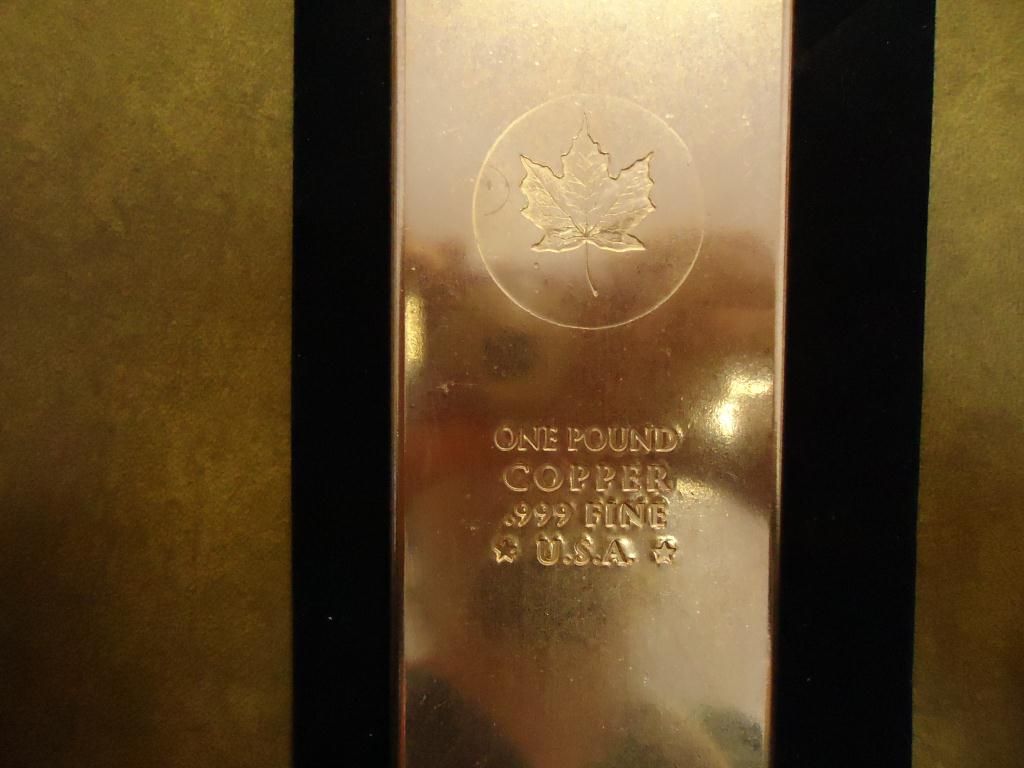 ONE POUND
COPPER
.999 FINE
★ U.S.A. ★